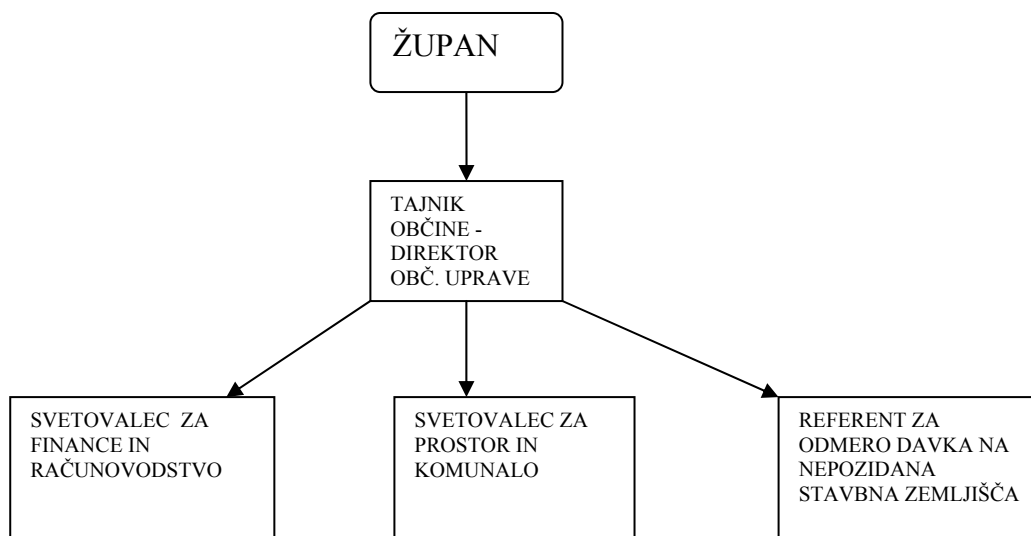 ŽUPAN
TAJNIK
OBČINE -
DIREKTOR
OBČ. UPRAVE
SVETOVALEC ZA
FINANCE IN
RAČUNOVODSTVO
SVETOVALEC ZA
PROSTOR IN
KOMUNALO
REFERENT ZA
ODMERO DAVKA NA
NEPOZIDANA
STAVBNA ZEMLJIŠČA